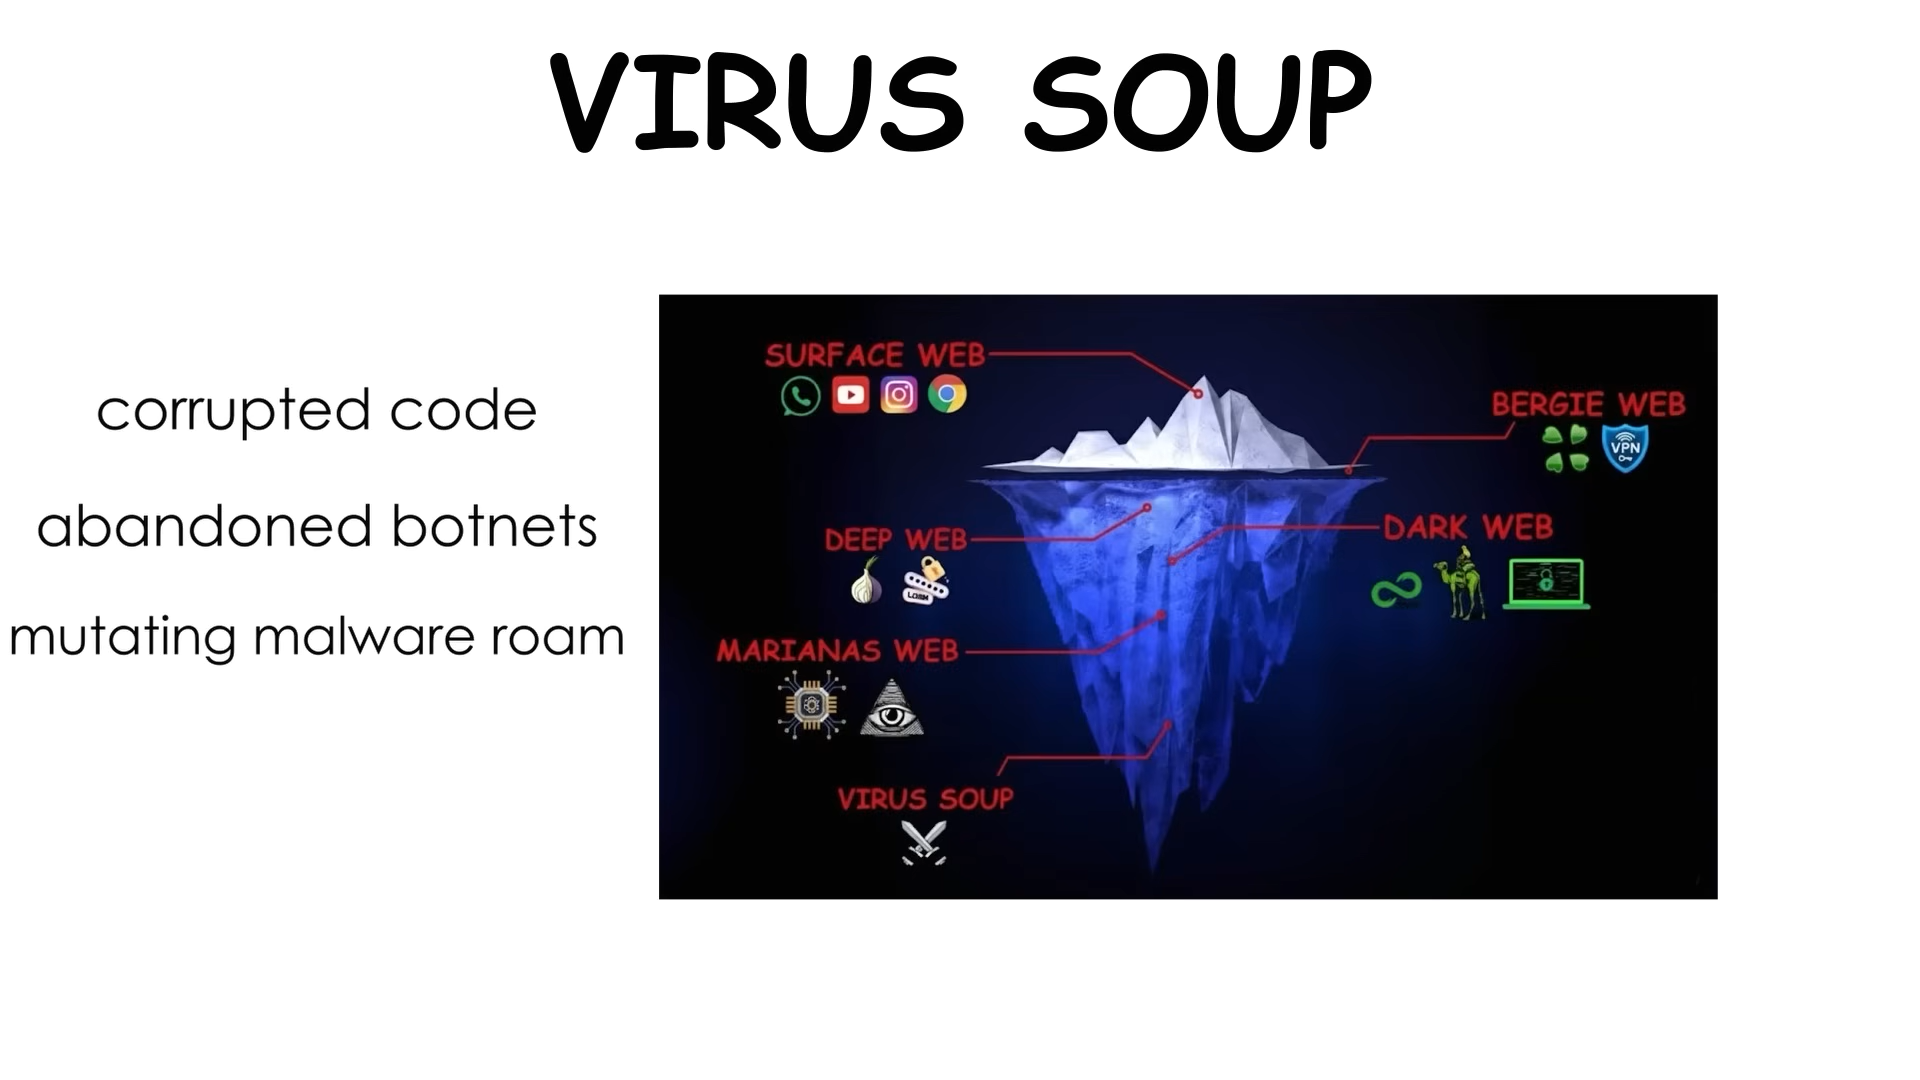 VIRUS SOUP
corrupted code
abandoned botnets
mutating malware roam
SURFACE WEB
BERGIE WEB
VPN
DEEP WEB
DARK WEB
MARIANAS WEB
VIRUS SOUP